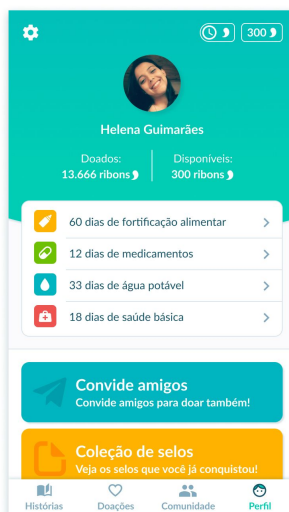 300
Helena Guimarães
Doados:
13.666 ribons
Disponíveis:
300 ribons
60 dias de fortificação alimentar
12 dias de medicamentos
33 dias de água potável
18 dias de saúde básica
Convide amigos
Convide amigos para doar também!
Coleção de selos
Veja os selos que você já conquistou!
Histórias
Doações
Comunidade
Perfil